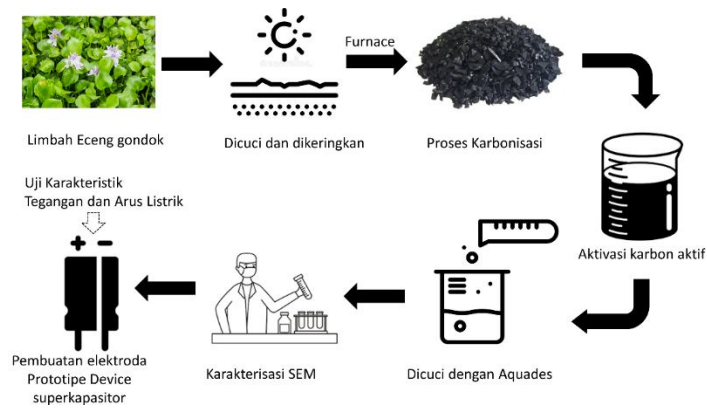 Furnace
Limbah Eceng gondok
Dicuci dan dikeringkan
Proses Karbonisasi
Aktivasi karbon aktif
Dicuci dengan Aquades
Karakterisasi SEM
Uji Karakteristik
Tegangan dan Arus Listrik
+ −
Pembuatan elektroda
Prototipe Device
superkapasitor